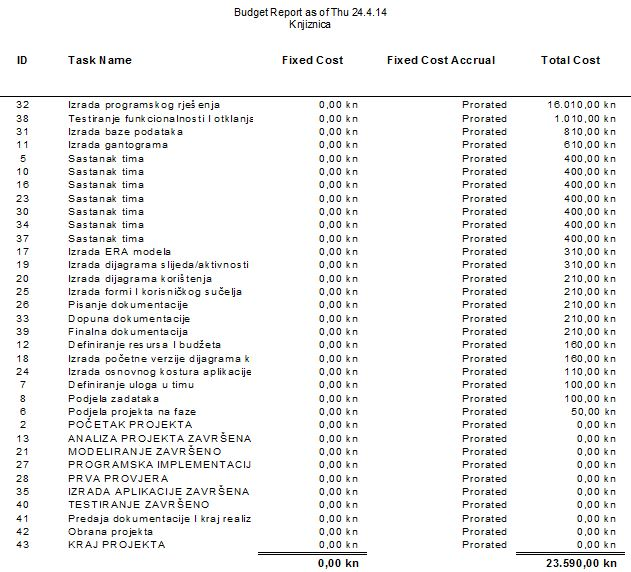 Budget Report as of Thu 24.4.14
Knjiznica
ID Task Name Fixed Cost Fixed Cost Accrual Total Cost
32 Izrada programskog rješenja 0,00 kn Prorated 16.010,00 kn
38 Testiranje funkcionalnosti I otklanja 0,00 kn Prorated 1.010,00 kn
31 Izrada baze podataka 0,00 kn Prorated 810,00 kn
11 Izrada gantograma 0,00 kn Prorated 610,00 kn
5 Sastanak tima 0,00 kn Prorated 400,00 kn
10 Sastanak tima 0,00 kn Prorated 400,00 kn
16 Sastanak tima 0,00 kn Prorated 400,00 kn
23 Sastanak tima 0,00 kn Prorated 400,00 kn
30 Sastanak tima 0,00 kn Prorated 400,00 kn
34 Sastanak tima 0,00 kn Prorated 400,00 kn
37 Sastanak tima 0,00 kn Prorated 400,00 kn
17 Izrada ERA modela 0,00 kn Prorated 310,00 kn
19 Izrada dijagrama slijeda/aktivnosti 0,00 kn Prorated 310,00 kn
20 Izrada dijagrama korištenja 0,00 kn Prorated 210,00 kn
25 Izrada formi I korisničkog sučelja 0,00 kn Prorated 210,00 kn
26 Pisanje dokumentacije 0,00 kn Prorated 210,00 kn
33 Dopuna dokumentacije 0,00 kn Prorated 210,00 kn
39 Finalna dokumentacija 0,00 kn Prorated 210,00 kn
12 Definiranje resursa I budžeta 0,00 kn Prorated 160,00 kn
18 Izrada početne verzije dijagrama k 0,00 kn Prorated 160,00 kn
24 Izrada osnovnog kostura aplikacije 0,00 kn Prorated 110,00 kn
7 Definiranje uloga u timu 0,00 kn Prorated 100,00 kn
8 Podjela zadataka 0,00 kn Prorated 100,00 kn
6 Podjela projekta na faze 0,00 kn Prorated 50,00 kn
2 POČETAK PROJEKTA 0,00 kn Prorated 0,00 kn
13 ANALIZA PROJEKTA ZAVRŠENA 0,00 kn Prorated 0,00 kn
21 MODELIRANJE ZAVRŠENO 0,00 kn Prorated 0,00 kn
27 PROGRAMSKA IMPLEMENTACIJ 0,00 kn Prorated 0,00 kn
28 PRVA PROVJERA 0,00 kn Prorated 0,00 kn
35 IZRADA APLIKACIJE ZAVRŠENA 0,00 kn Prorated 0,00 kn
40 TESTIRANJE ZAVRŠENO 0,00 kn Prorated 0,00 kn
41 Predaja dokumentacije I kraj realiz 0,00 kn Prorated 0,00 kn
42 Obrana projekta 0,00 kn Prorated 0,00 kn
43 KRAJ PROJEKTA 0,00 kn Prorated 0,00 kn
0,00 kn 23.590,00 kn